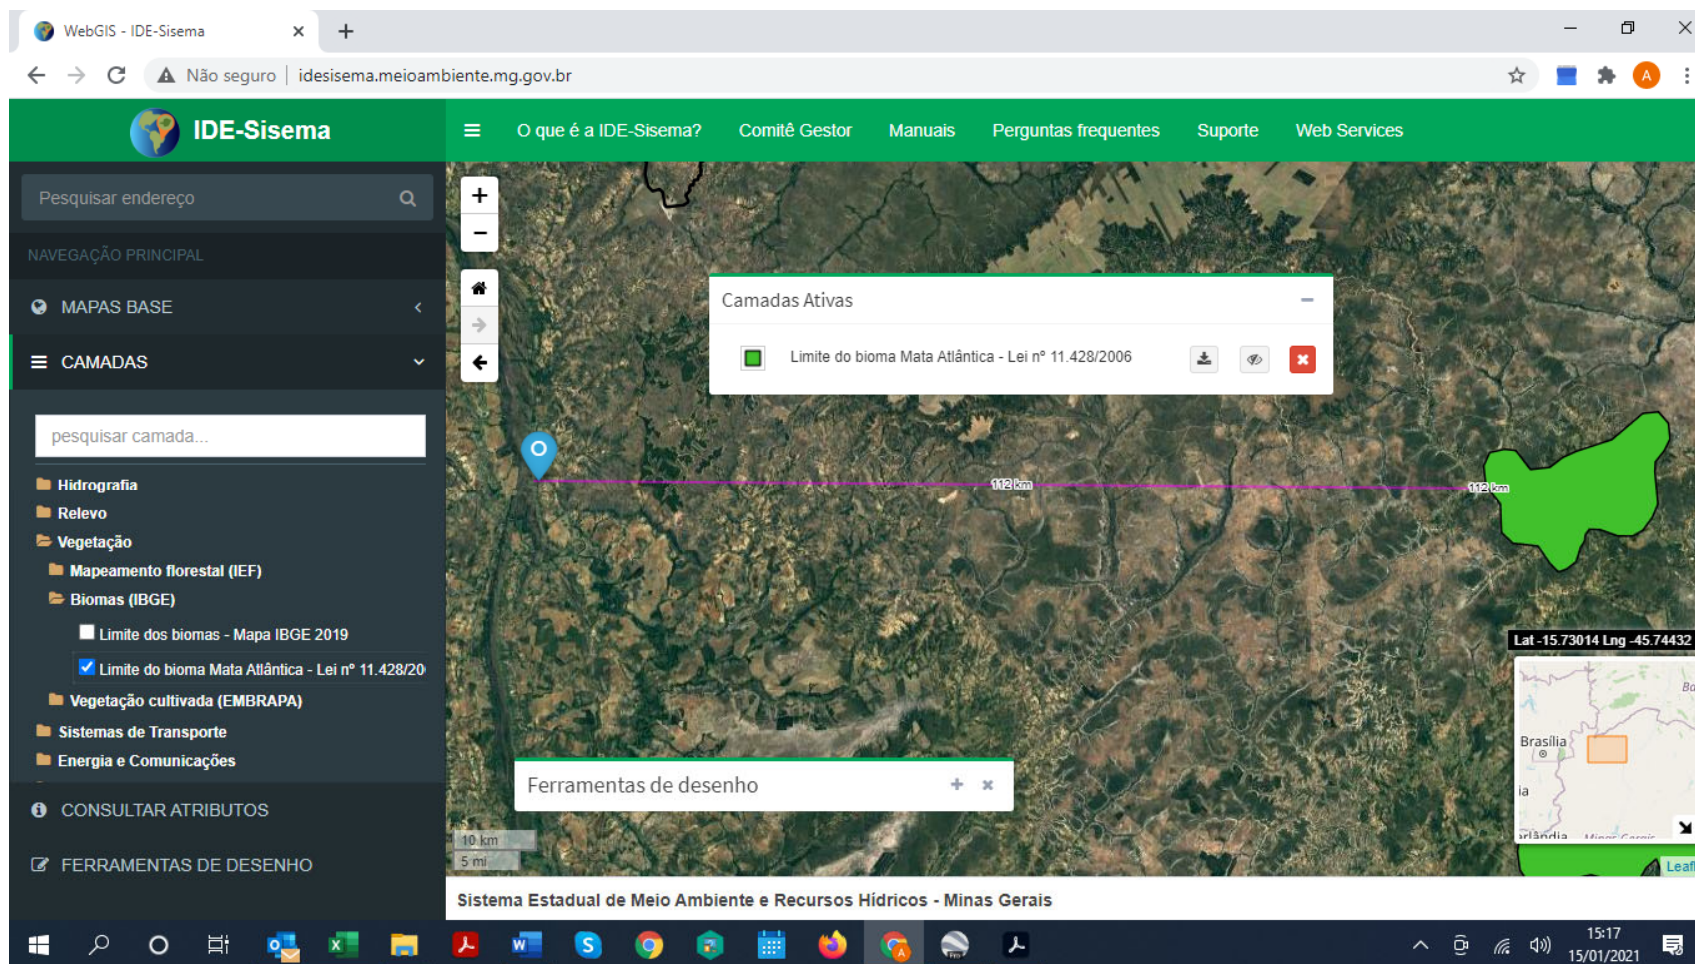 WebGIS - IDE-Sisema
Não seguro | idesisema.meioambiente.mg.gov.br
A
IDE-Sisema
O que é a IDE-Sisema? Comitê Gestor Manuais Perguntas frequentes Suporte Web Services
Pesquisar endereço
NAVEGAÇÃO PRINCIPAL
MAPAS BASE
CAMADAS
pesquisar camada...
Hidrografia
Relevo
Vegetação
Mapeamento florestal (IEF)
Biomas (IBGE)
Limite dos biomas - Mapa IBGE 2019
Limite do bioma Mata Atlântica - Lei nº 11.428/20
Vegetação cultivada (EMBRAPA)
Sistemas de Transporte
Energia e Comunicações
CONSULTAR ATRIBUTOS
FERRAMENTAS DE DESENHO
+
−
Camadas Ativas
Limite do bioma Mata Atlântica - Lei nº 11.428/2006
112 km
112 km
Lat -15.73014 Lng -45.74432
Brasília
Minas Gerais
Ferramentas de desenho
10 km
5 mi
Leafl
Sistema Estadual de Meio Ambiente e Recursos Hídricos - Minas Gerais
15:17
15/01/2021